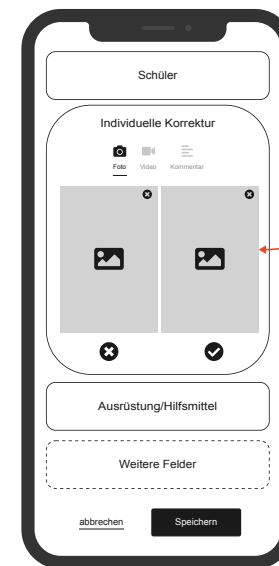 Schüler
Individuelle Korrektur
Foto Video Kommentar
Ausrüstung/Hilfsmittel
Weitere Felder
abbrechen Speichern